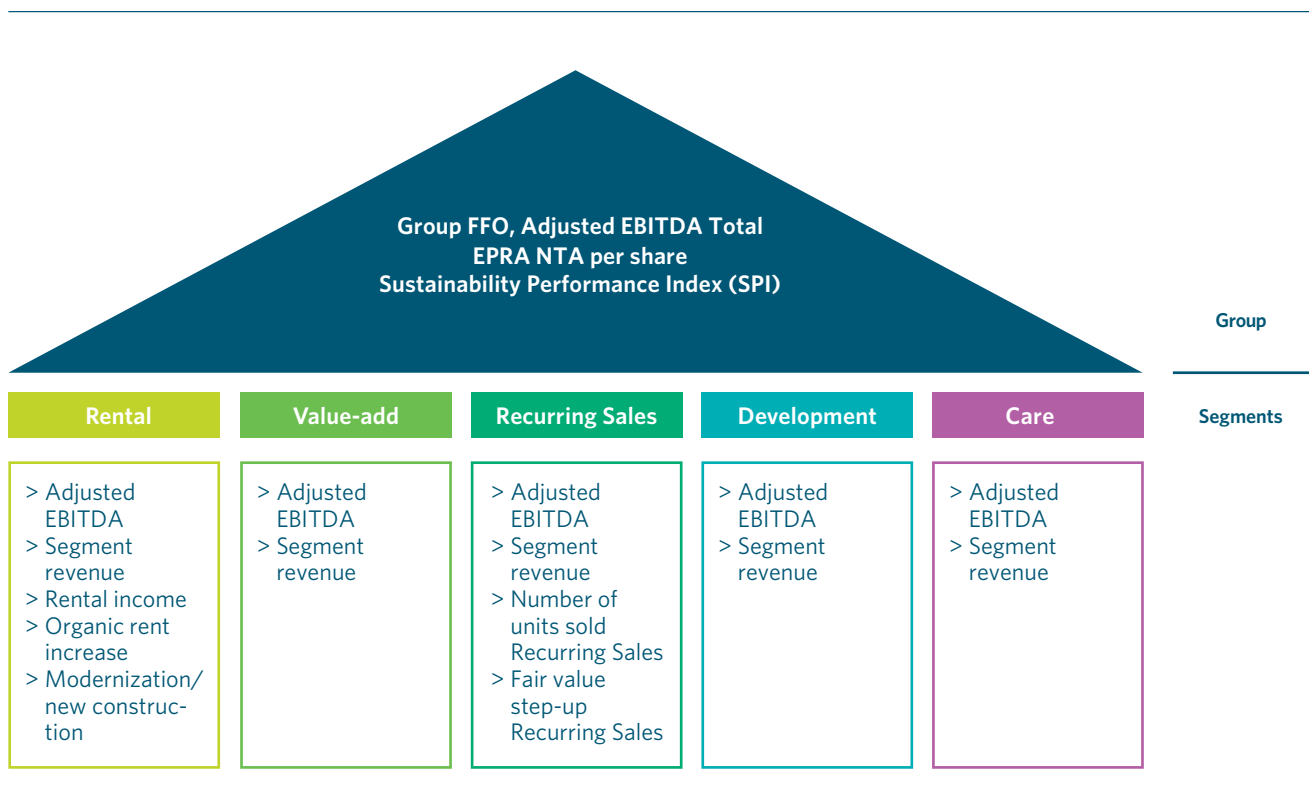 Group FFO, Adjusted EBITDA Total
EPRA NTA per share
Sustainability Performance Index (SPI)
Group
Segments
Rental
> Adjusted
EBITDA
> Segment
revenue
> Rental income
> Organic rent
increase
> Modernization/
new construc-
tion
Value-add
> Adjusted
EBITDA
> Segment
revenue
Recurring Sales
> Adjusted
EBITDA
> Segment
revenue
> Number of
units sold
Recurring Sales
> Fair value
step-up
Recurring Sales
Development
> Adjusted
EBITDA
> Segment
revenue
Care
> Adjusted
EBITDA
> Segment
revenue